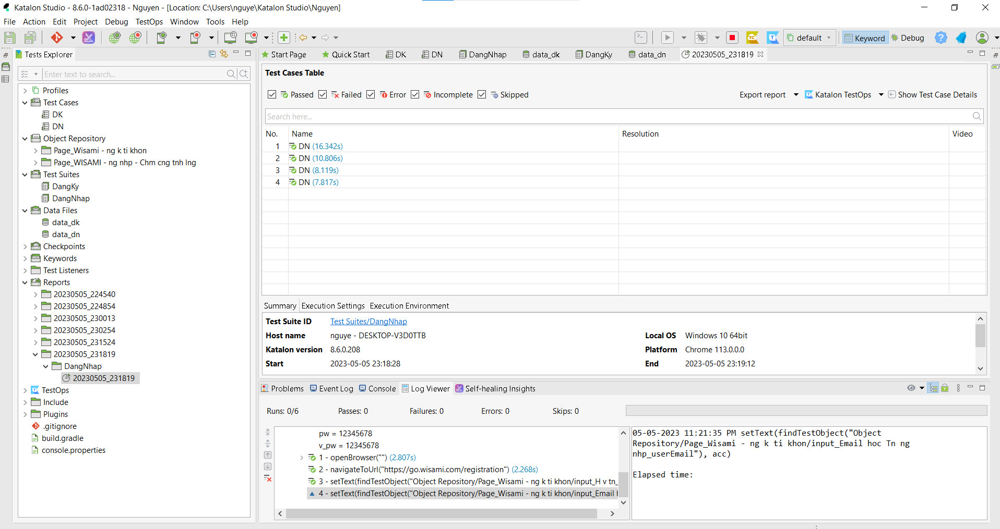 Katalon Studio - 8.6.0-1ad02318 - Nguyen - [Location: C:\Users\nguye\Katalon Studio\Nguyen]
File Action Edit Project Debug TestOps Window Tools Help
default Keyword Debug
Tests Explorer
Start Page Quick Start DK DN DangNhap data_dk DangKy data_dn 20230505_231819
Enter text to search...
Profiles
Test Cases
DK
DN
Object Repository
Page_Wisami - ng k ti khon
Page_WISAMI - ng nhp - Chm cng tnh lng
Test Suites
DangKy
DangNhap
Data Files
data_dk
data_dn
Checkpoints
Keywords
Test Listeners
Reports
20230505_224540
20230505_224854
20230505_230013
20230505_230254
20230505_231524
20230505_231819
DangNhap
20230505_231819
TestOps
Include
Plugins
.gitignore
build.gradle
console.properties
Test Cases Table
Passed Failed Error Incomplete Skipped
Export report Katalon TestOps Show Test Case Details
Search here...
No. Name Resolution Video
1 DN (16.342s)
2 DN (10.806s)
3 DN (8.119s)
4 DN (7.817s)
Summary Execution Settings Execution Environment
Test Suite ID Test Suites/DangNhap
Host name nguye - DESKTOP-V3D0TTB Local OS Windows 10 64bit
Katalon version 8.6.0.208 Platform Chrome 113.0.0.0
Start 2023-05-05 23:18:28 End 2023-05-05 23:19:12
Problems Event Log Console Log Viewer Self-healing Insights
Runs: 0/6 Passes: 0 Failures: 0 Errors: 0 Skips: 0
pw = 12345678
v_pw = 12345678
1 - openBrowser("") (2.807s)
2 - navigateToUrl("https://go.wisami.com/registration") (2.268s)
3 - setText(findTestObject("Object Repository/Page_Wisami - ng k ti khon/input_H v tn_
4 - setText(findTestObject("Object Repository/Page_Wisami - ng k ti khon/input_Email h
05-05-2023 11:21:35 PM setText(findTestObject("Object
Repository/Page_Wisami - ng k ti khon/input_Email hoc Tn ng
nhp_userEmail"), acc)
Elapsed time: